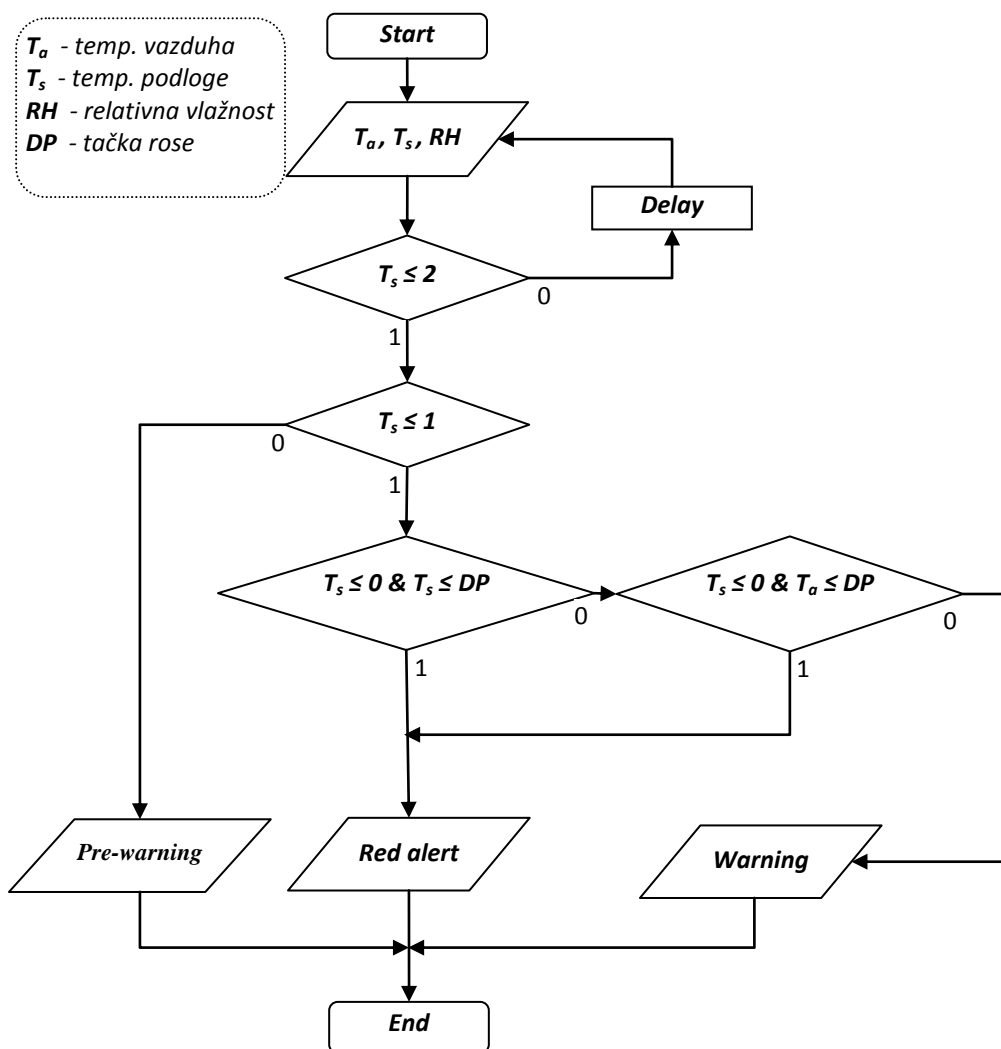 Tₐ - temp. vazduha
Tₛ - temp. podloge
RH - relativna vlažnost
DP - tačka rose
Start
Tₐ , Tₛ , RH
Delay
Tₛ ≤ 2
0
1
Tₛ ≤ 1
0
1
Tₛ ≤ 0 & Tₛ ≤ DP
0
1
Tₛ ≤ 0 & Tₐ ≤ DP
0
1
Pre-warning
Red alert
Warning
End